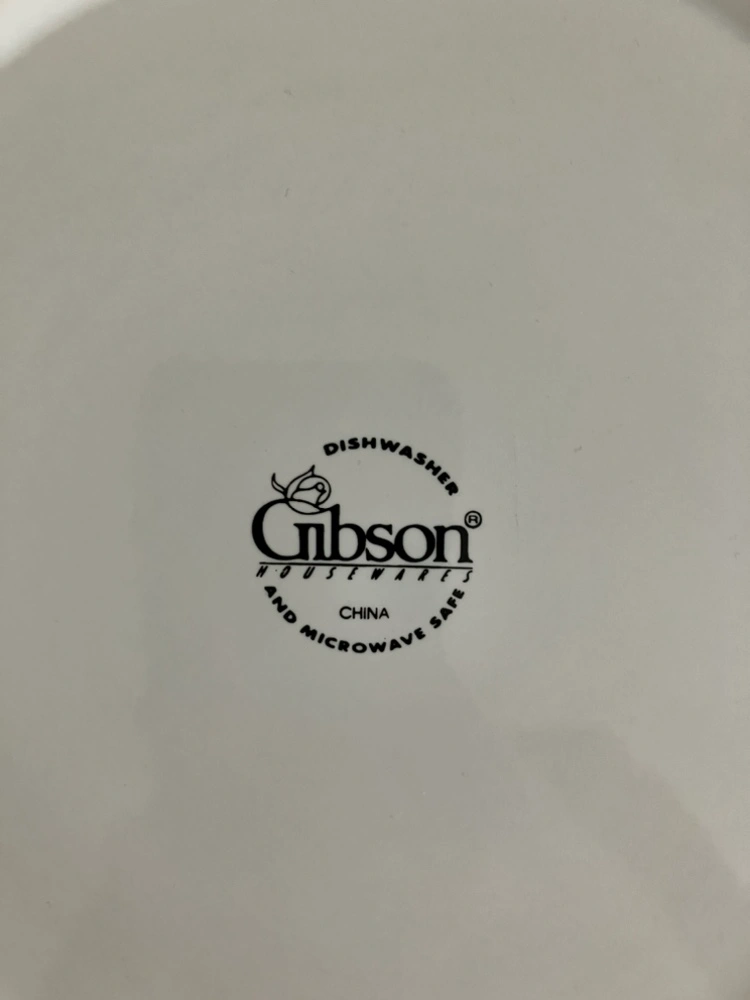 DISHWASHER
Gibson®
HOUSEWARES
CHINA
AND MICROWAVE SAFE